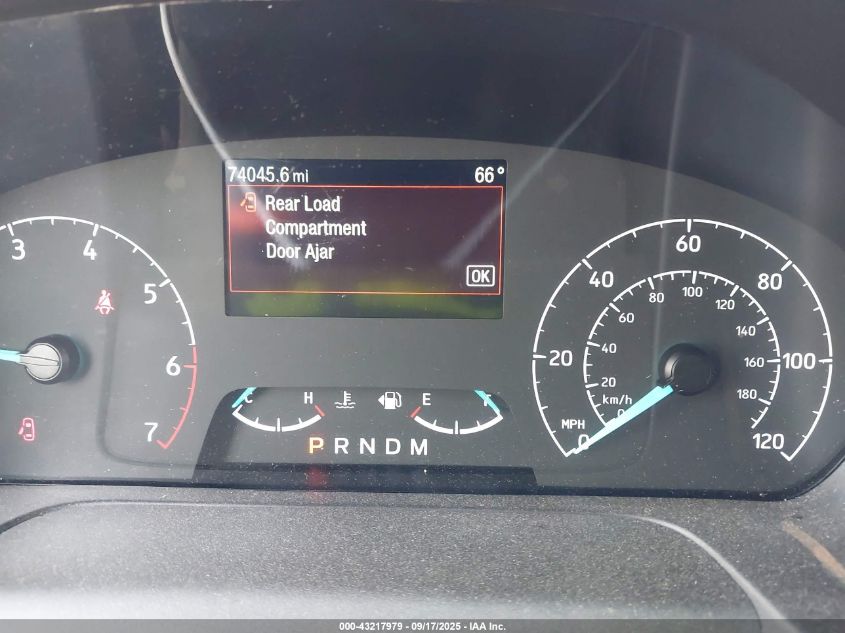 74045.6 mi 66°
Rear Load
Compartment
Door Ajar
OK
3 4 5 6 7
C H E
P R N D M
20 40 60 80 100 120
MPH 0
20 40 60 80 100 120 140 160 180
km/h 0
000-43217979 - 09/17/2025 - IAA Inc.